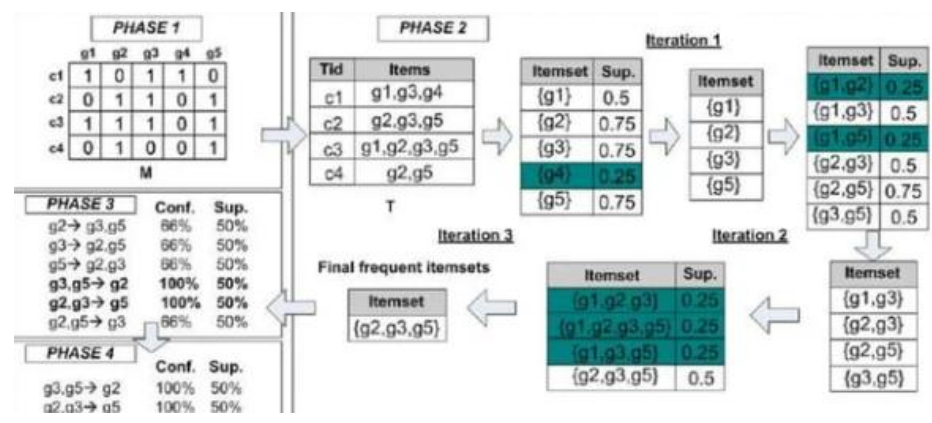 PHASE 1
g1 g2 g3 g4 g5
c1 1 0 1 1 0
c2 0 1 1 0 1
c3 1 1 1 0 1
c4 0 1 0 0 1
M
PHASE 2
Tid Items
c1 g1,g3,g4
c2 g2,g3,g5
c3 g1,g2,g3,g5
c4 g2,g5
T
Iteration 1
Itemset Sup.
{g1} 0.5
{g2} 0.75
{g3} 0.75
{g4} 0.25
{g5} 0.75
Itemset
{g1}
{g2}
{g3}
{g5}
Itemset Sup.
{g1,g2} 0.25
{g1,g3} 0.5
{g1,g5} 0.25
{g2,g3} 0.5
{g2,g5} 0.75
{g3,g5} 0.5
Iteration 2
Itemset
{g1,g3}
{g2,g3}
{g2,g5}
{g3,g5}
Itemset Sup.
{g1,g2,g3} 0.25
{g1,g2,g3,g5} 0.25
{g1,g3,g5} 0.25
{g2,g3,g5} 0.5
Iteration 3
Final frequent itemsets
Itemset
{g2,g3,g5}
PHASE 3
Conf. Sup.
g2→ g3,g5 66% 50%
g3→ g2,g5 66% 50%
g5→ g2,g3 66% 50%
g3,g5→ g2 100% 50%
g2,g3→ g5 100% 50%
g2,g5→ g3 66% 50%
PHASE 4
Conf. Sup.
g3,g5→ g2 100% 50%
g2,g3→ g5 100% 50%